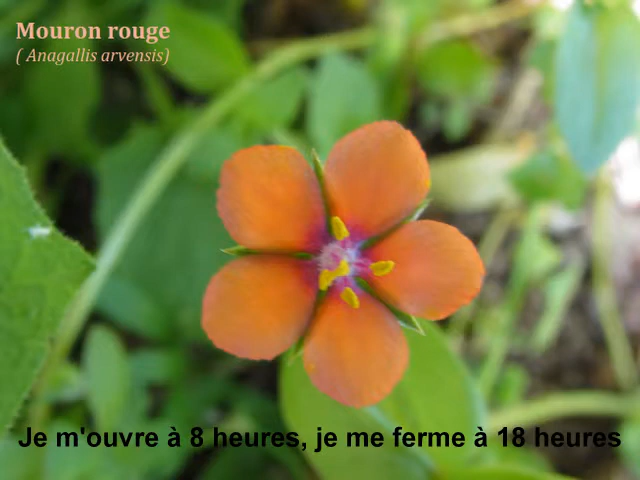 Mouron rouge
( Anagallis arvensis)
Je m'ouvre à 8 heures, je me ferme à 18 heures